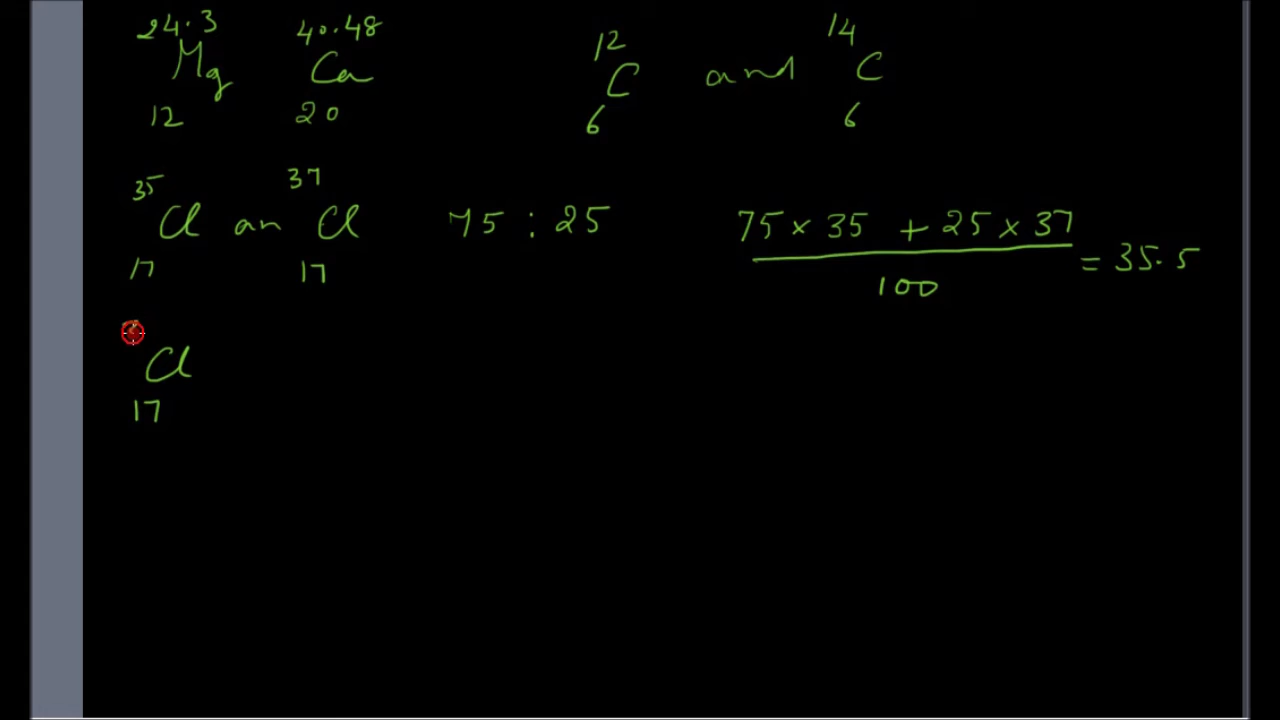 24.3 40.48 12 14
Mg Ca C and C
12 20 6 6
35 37
Cl an Cl 75 : 25 75 × 35 + 25 × 37
17 17 100 = 35.5
Cl
17